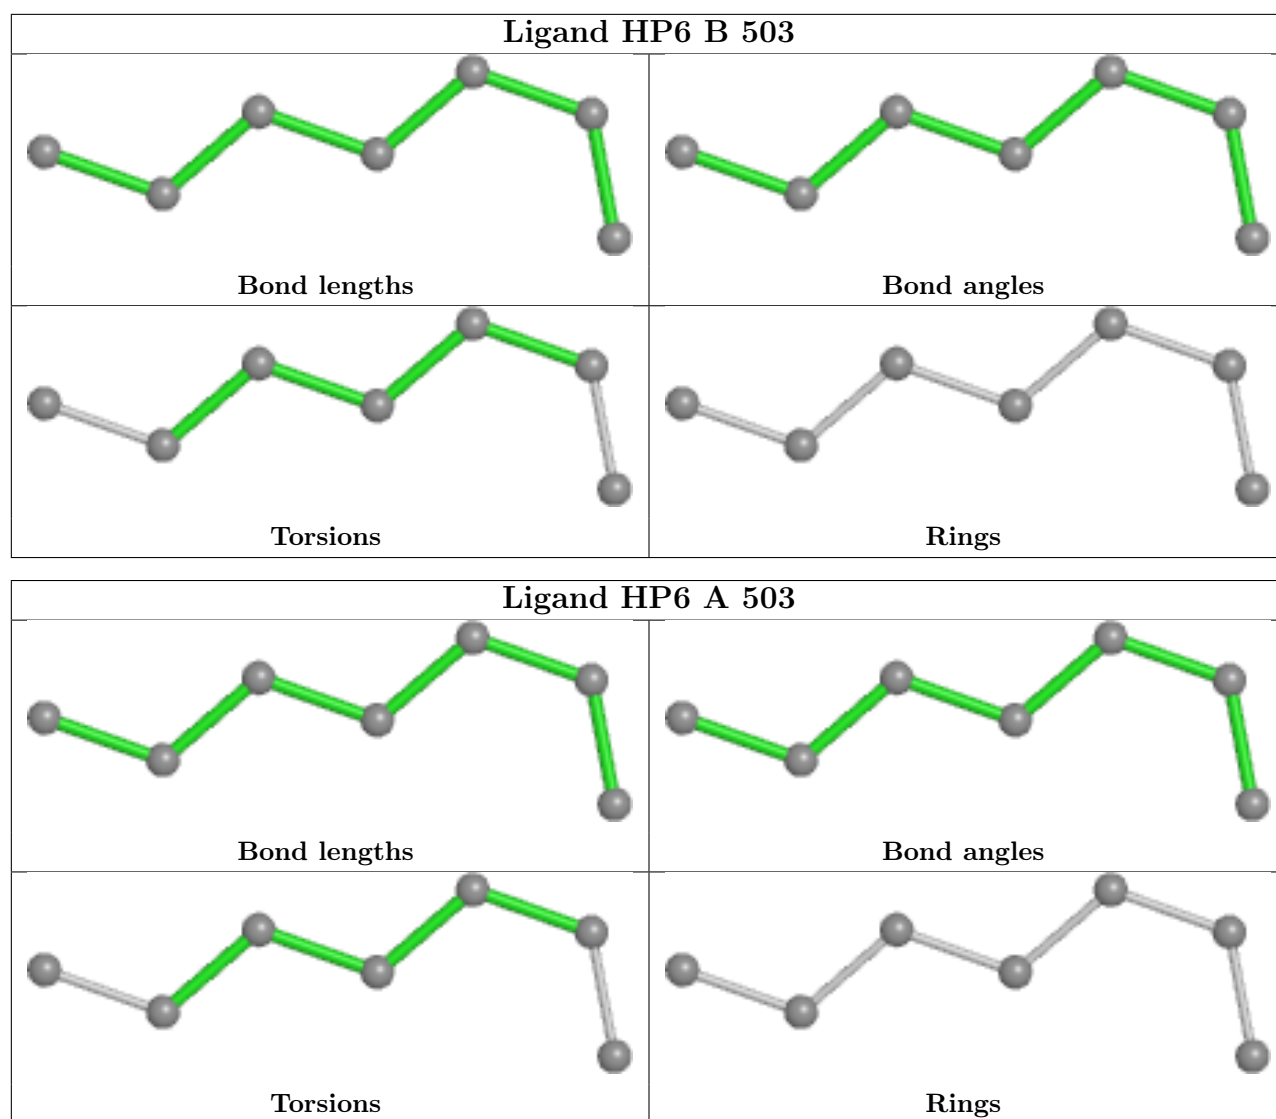 Ligand HP6 B 503
Bond lengths
Bond angles
Torsions
Rings
Ligand HP6 A 503
Bond lengths
Bond angles
Torsions
Rings